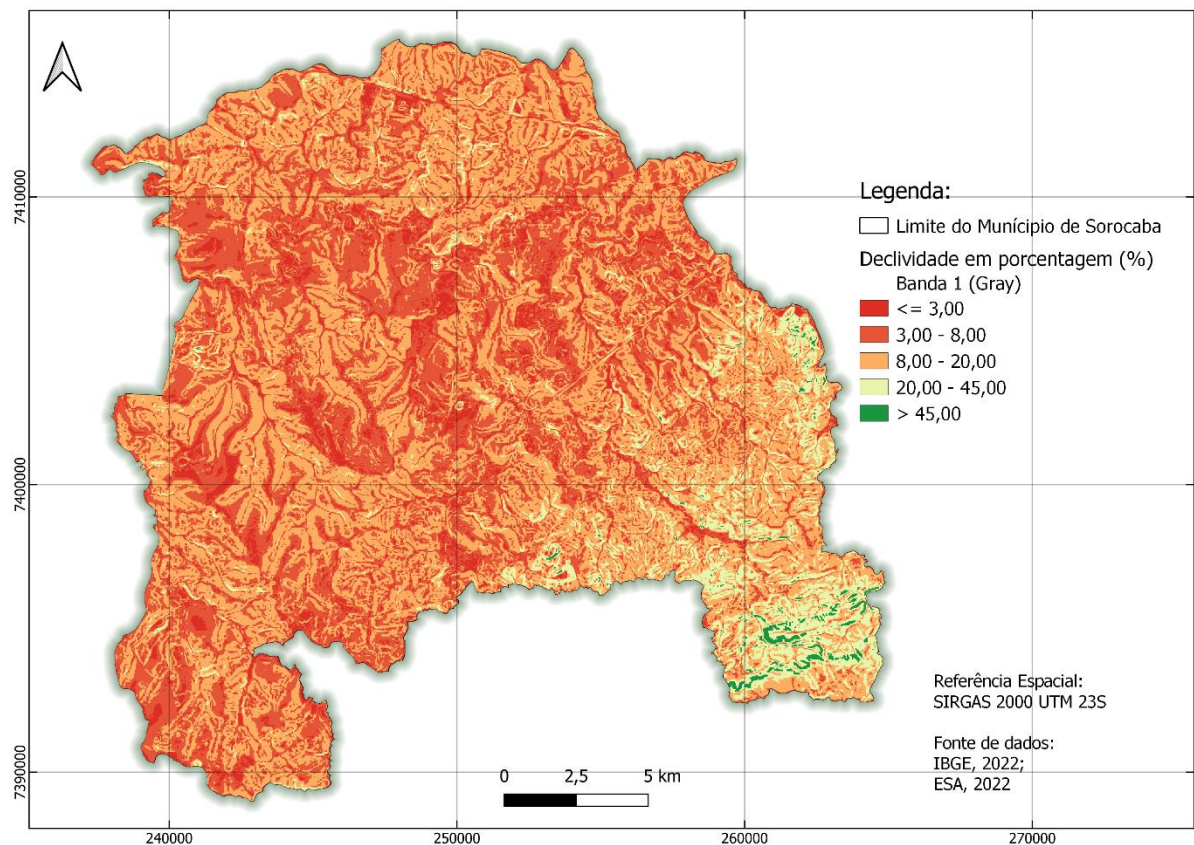 Legenda:
Limite do Munícipio de Sorocaba
Declividade em porcentagem (%)
Banda 1 (Gray)
<= 3,00
3,00 - 8,00
8,00 - 20,00
20,00 - 45,00
> 45,00
Referência Espacial:
SIRGAS 2000 UTM 23S
Fonte de dados:
IBGE, 2022;
ESA, 2022
0 2,5 5 km
7410000
7400000
7390000
240000 250000 260000 270000